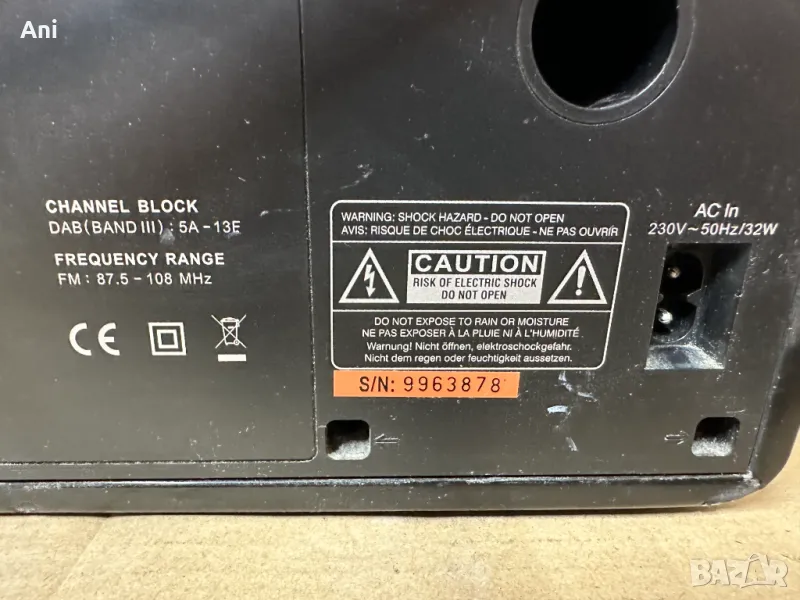 Ani
CHANNEL BLOCK
DAB(BAND III) : 5A - 13F
FREQUENCY RANGE
FM : 87.5 - 108 MHz
CE
WARNING: SHOCK HAZARD - DO NOT OPEN
AVIS: RISQUE DE CHOC ÉLECTRIQUE - NE PAS OUVRIR
CAUTION
RISK OF ELECTRIC SHOCK
DO NOT OPEN
DO NOT EXPOSE TO RAIN OR MOISTURE
NE PAS EXPOSER À LA PLUIE NI À L'HUMIDITÉ
Warnung! Nicht öffnen, elektroschockgefahr.
Nicht dem regen oder feuchtigkeit aussetzen.
S/N: 9963878
AC In
230V~50Hz/32W
BAZAR